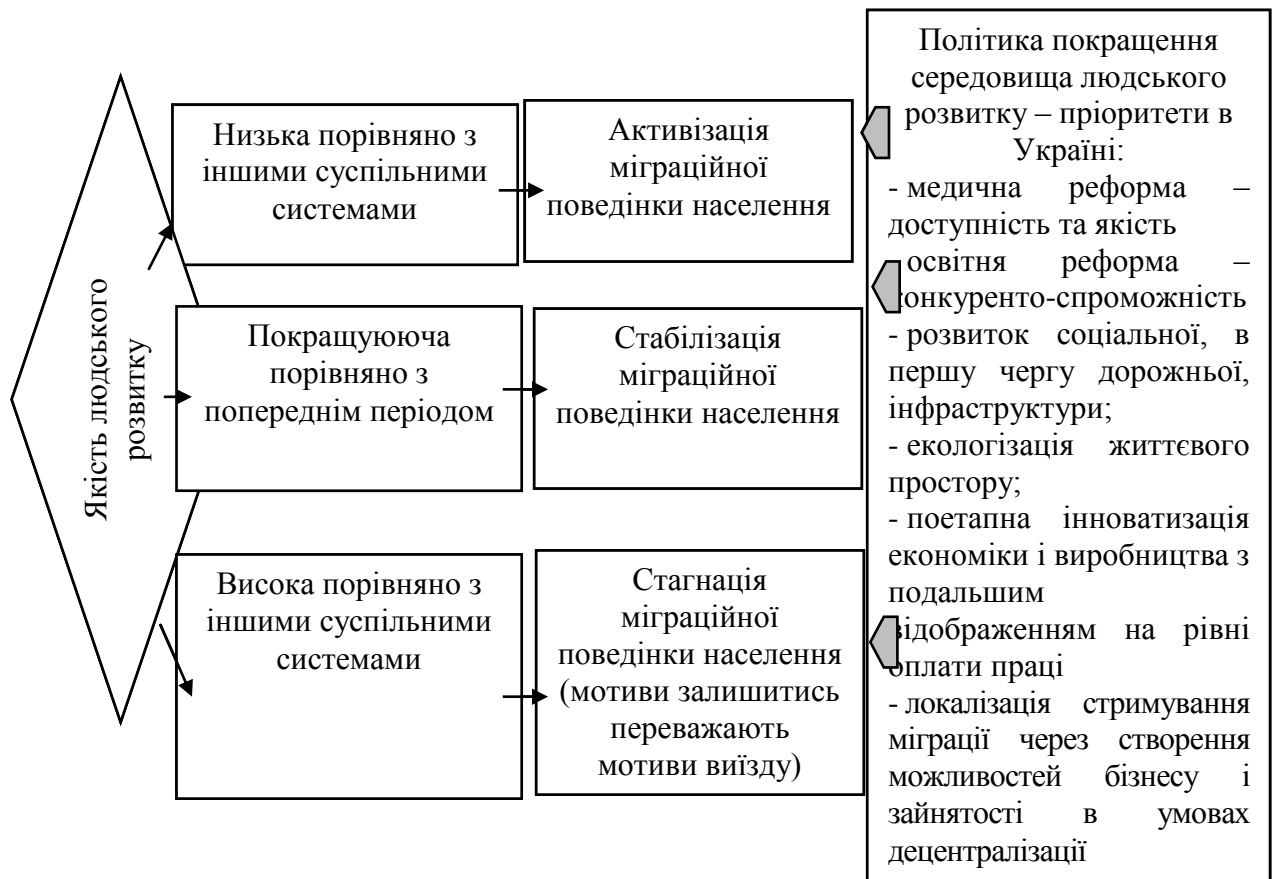 Якість людського
розвитку
Низька порівняно з
іншими суспільними
системами
Активізація
міграційної
поведінки населення
Покращуююча
порівняно з
попереднім періодом
Стабілізація
міграційної
поведінки населення
Висока порівняно з
іншими суспільними
системами
Стагнація
міграційної
поведінки населення
(мотиви залишитись
переважають
мотиви виїзду)
Політика покращення
середовища людського
розвитку – пріоритети в
Україні:
- медична реформа –
доступність та якість
освітня реформа –
конкуренто-спроможність
- розвиток соціальної, в
першу чергу дорожньої,
інфраструктури;
- екологізація життєвого
простору;
- поетапна інноватизація
економіки і виробництва з
подальшим
відображенням на рівні
оплати праці
- локалізація стримування
міграції через створення
можливостей бізнесу і
зайнятості в умовах
децентралізації